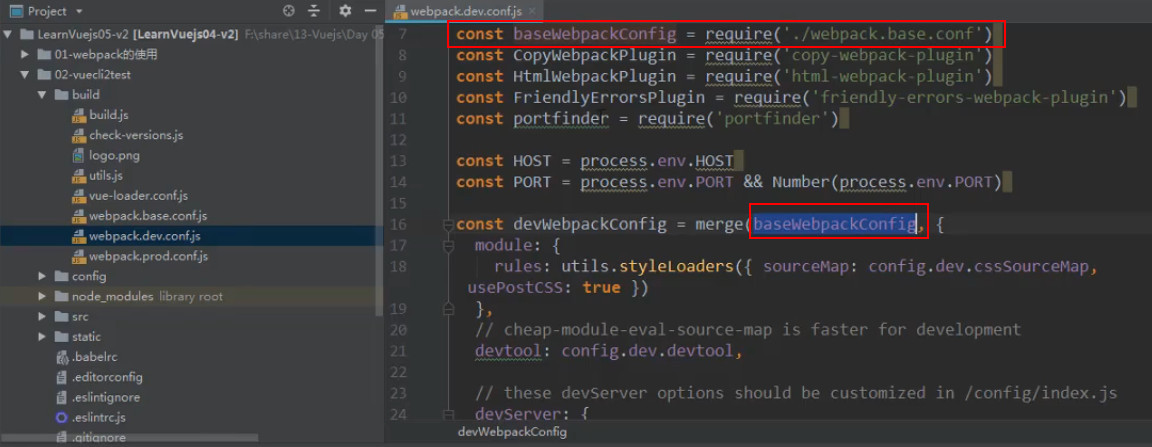 Project
webpack.dev.conf.js
LearnVuejs05-v2 [LearnVuejs04-v2] F:\share\13-Vuejs\Day 05
01-webpack的使用
02-vuecli2test
build
build.js
check-versions.js
logo.png
utils.js
vue-loader.conf.js
webpack.base.conf.js
webpack.dev.conf.js
webpack.prod.conf.js
config
node_modules library root
src
static
.babelrc
.editorconfig
.eslintignore
.eslintrc.js
.gitignore
7 const baseWebpackConfig = require('./webpack.base.conf')
8 const CopyWebpackPlugin = require('copy-webpack-plugin')
9 const HtmlWebpackPlugin = require('html-webpack-plugin')
10 const FriendlyErrorsPlugin = require('friendly-errors-webpack-plugin')
11 const portfinder = require('portfinder')
12
13 const HOST = process.env.HOST
14 const PORT = process.env.PORT && Number(process.env.PORT)
15
16 const devWebpackConfig = merge(baseWebpackConfig, {
17 module: {
18 rules: utils.styleLoaders({ sourceMap: config.dev.cssSourceMap,
usePostCSS: true })
19 },
20 // cheap-module-eval-source-map is faster for development
21 devtool: config.dev.devtool,
22
23 // these devServer options should be customized in /config/index.js
24 devServer: {
devWebpackConfig